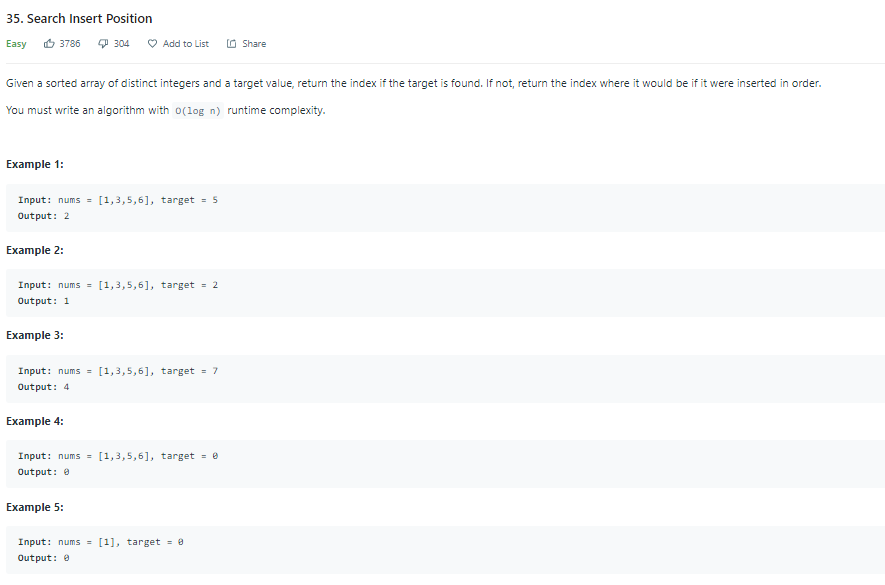 35. Search Insert Position
Easy 3786 304 Add to List Share
Given a sorted array of distinct integers and a target value, return the index if the target is found. If not, return the index where it would be if it were inserted in order.
You must write an algorithm with O(log n) runtime complexity.
Example 1:
Input: nums = [1,3,5,6], target = 5
Output: 2
Example 2:
Input: nums = [1,3,5,6], target = 2
Output: 1
Example 3:
Input: nums = [1,3,5,6], target = 7
Output: 4
Example 4:
Input: nums = [1,3,5,6], target = 0
Output: 0
Example 5:
Input: nums = [1], target = 0
Output: 0